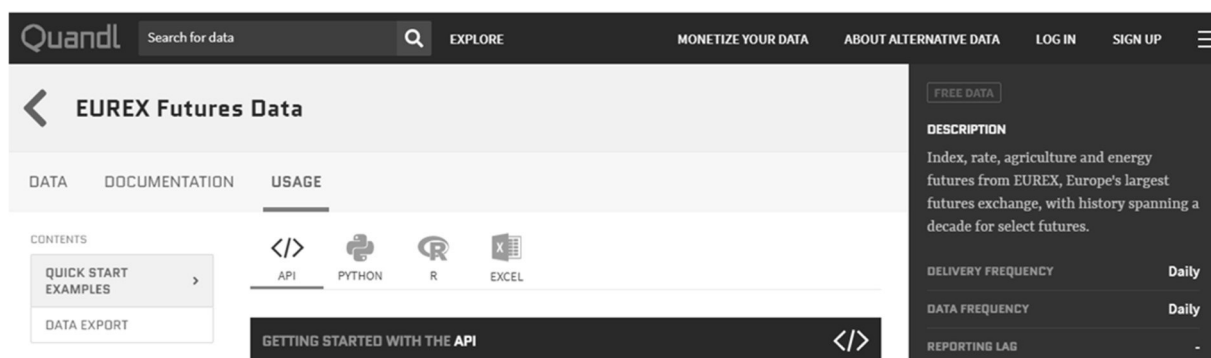 Quandl Search for data EXPLORE MONETIZE YOUR DATA ABOUT ALTERNATIVE DATA LOG IN SIGN UP
EUREX Futures Data
DATA DOCUMENTATION USAGE
CONTENTS
QUICK START
EXAMPLES
DATA EXPORT
</> API PYTHON R EXCEL
GETTING STARTED WITH THE API </>
FREE DATA
DESCRIPTION
Index, rate, agriculture and energy
futures from EUREX, Europe's largest
futures exchange, with history spanning a
decade for select futures.
DELIVERY FREQUENCY Daily
DATA FREQUENCY Daily
REPORTING LAG -